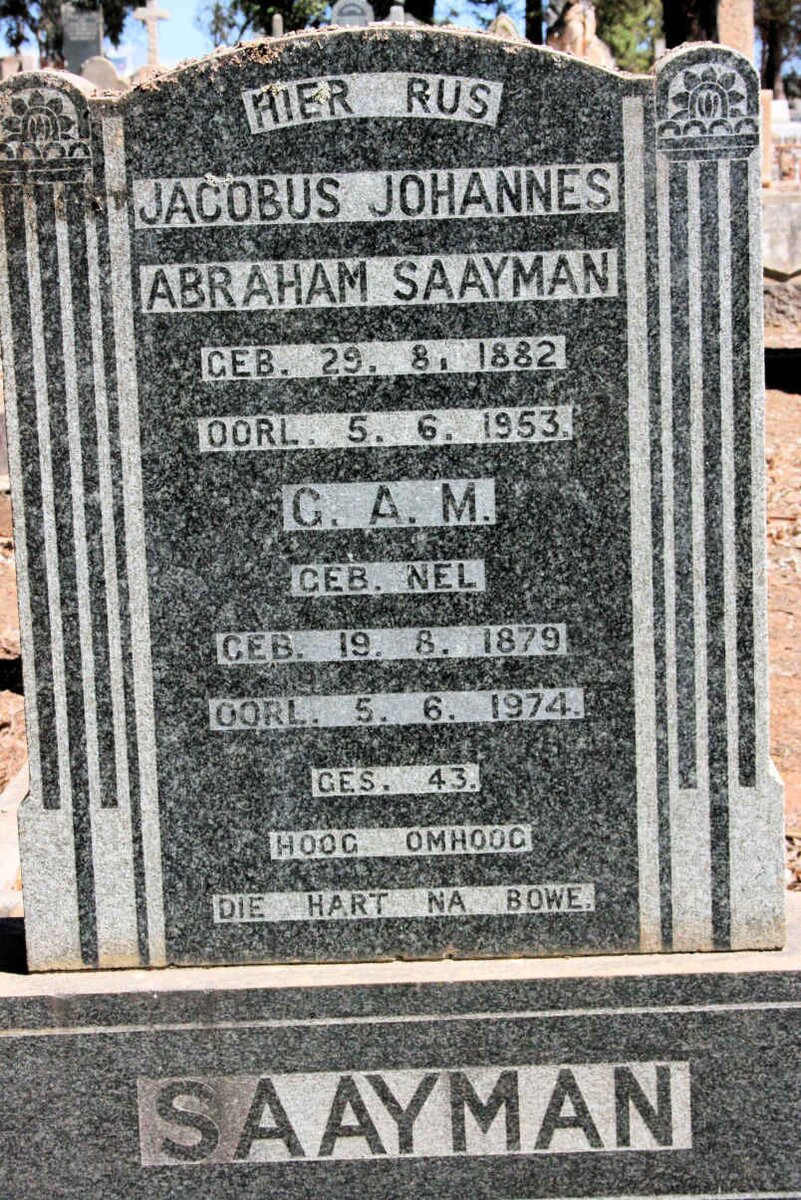 HIER RUS
JACOBUS JOHANNES
ABRAHAM SAAYMAN
GEB. 29. 8. 1882
OORL. 5. 6. 1953.
C. A. M.
GEB. NEL
GEB. 19. 8. 1879
OORL. 5. 6. 1974.
GES. 43.
HOOG OMHOOG
DIE HART NA BOWE.
SAAYMAN